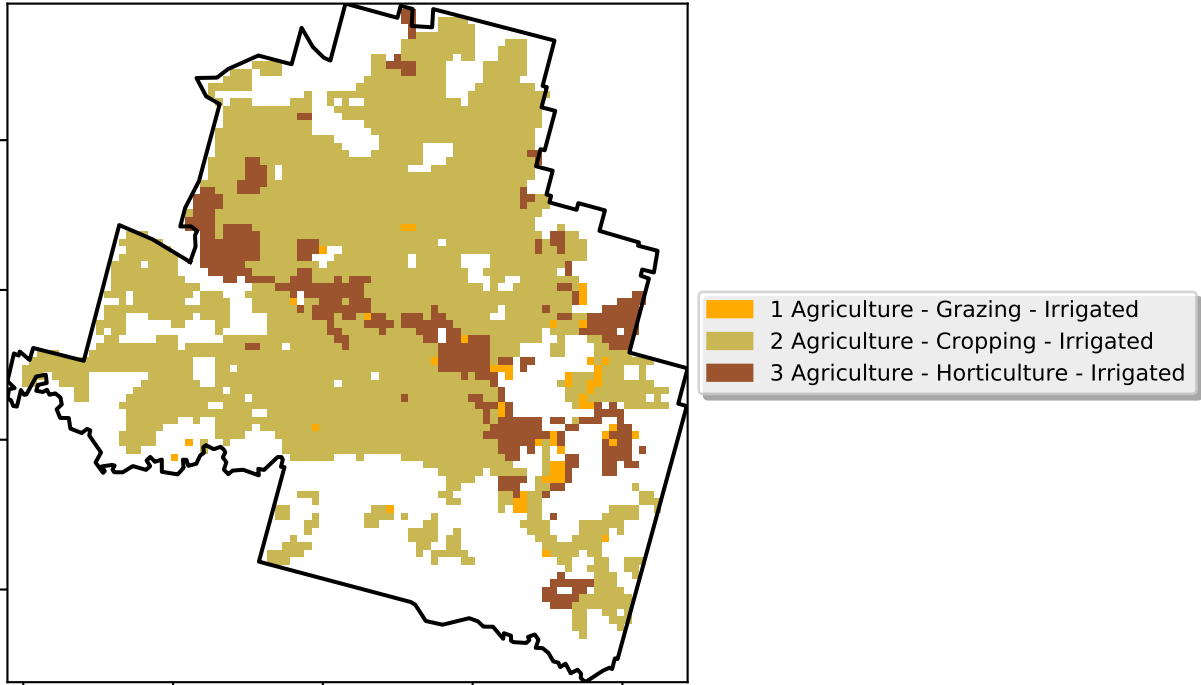 1 Agriculture - Grazing - Irrigated
2 Agriculture - Cropping - Irrigated
3 Agriculture - Horticulture - Irrigated